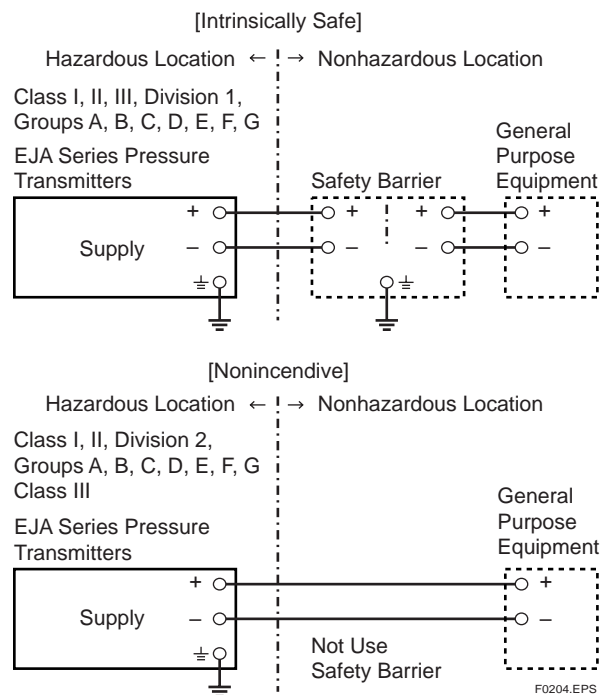 [Intrinsically Safe]
Hazardous Location ← → Nonhazardous Location
Class I, II, III, Division 1,
Groups A, B, C, D, E, F, G
EJA Series Pressure
Transmitters
Safety Barrier
General
Purpose
Equipment
+ + + +
Supply – – – –
[Nonincendive]
Hazardous Location ← → Nonhazardous Location
Class I, II, Division 2,
Groups A, B, C, D, E, F, G
Class III
EJA Series Pressure
Transmitters
General
Purpose
Equipment
+ +
Supply – –
Not Use
Safety Barrier
F0204.EPS